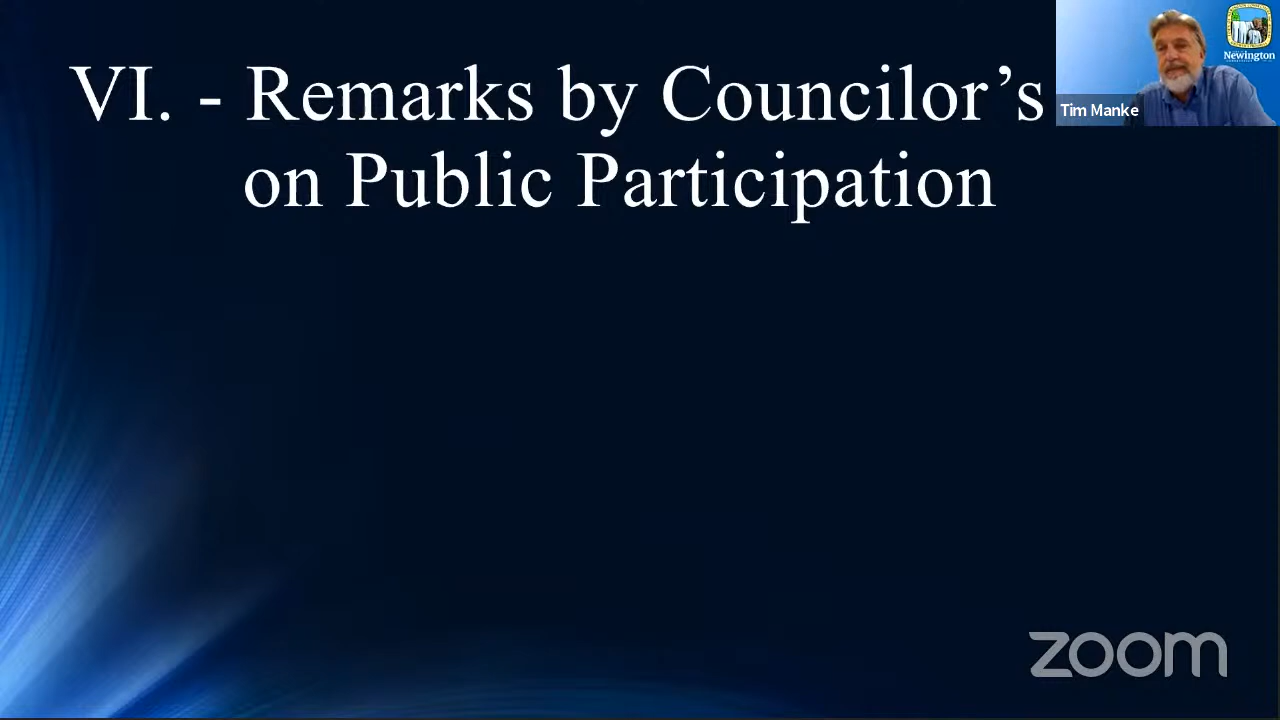 VI. - Remarks by Councilor’s
on Public Participation
Newington
Tim Manke
zoom